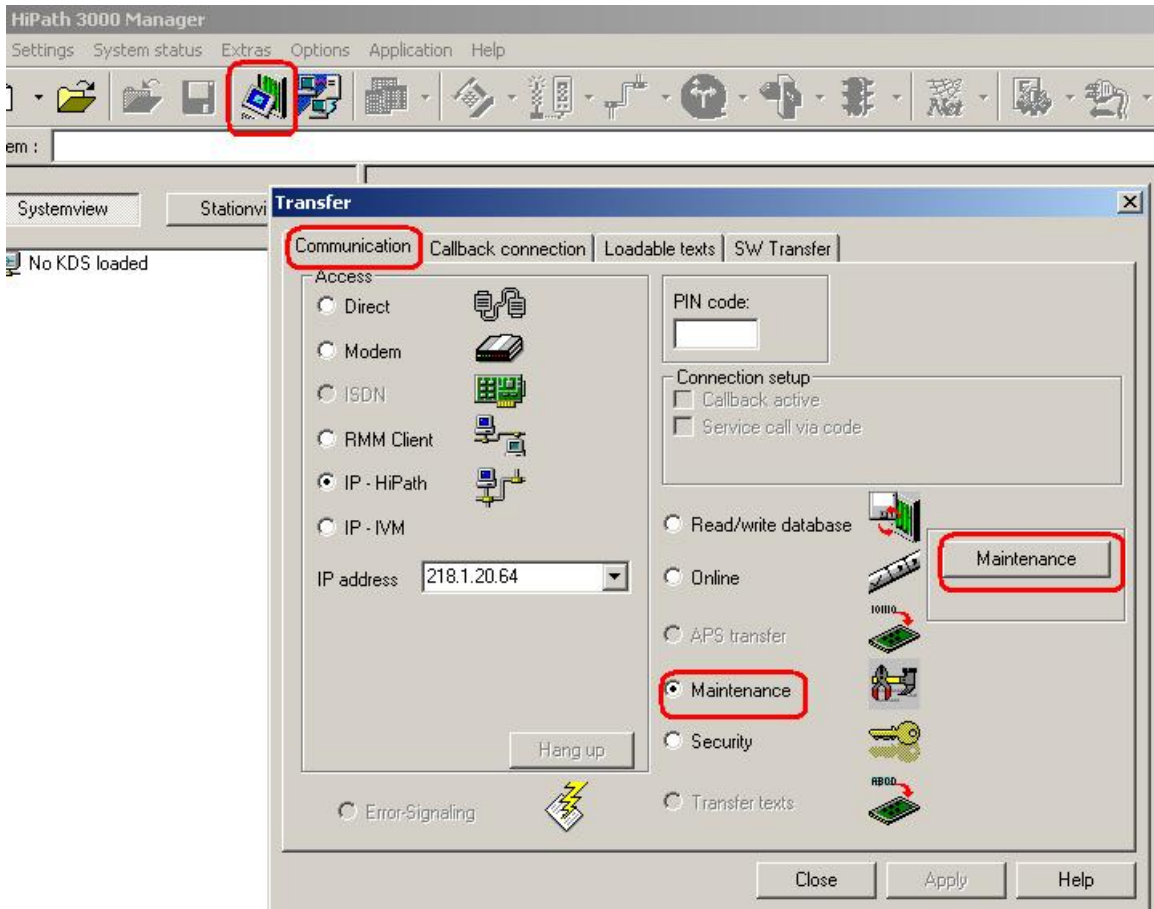 HiPath 3000 Manager
Settings System status Extras Options Application Help
.Net
em :
Systemview
Stationvi
No KDS loaded
Transfer
Communication
Callback connection
Loadable texts
SW Transfer
Access
Direct
Modem
ISDN
RMM Client
IP - HiPath
IP - IVM
IP address
218.1.20.64
Hang up
Error-Signaling
PIN code:
Connection setup
Callback active
Service call via code
Read/write database
Online
APS transfer
Maintenance
Security
Transfer texts
Maintenance
Close
Apply
Help